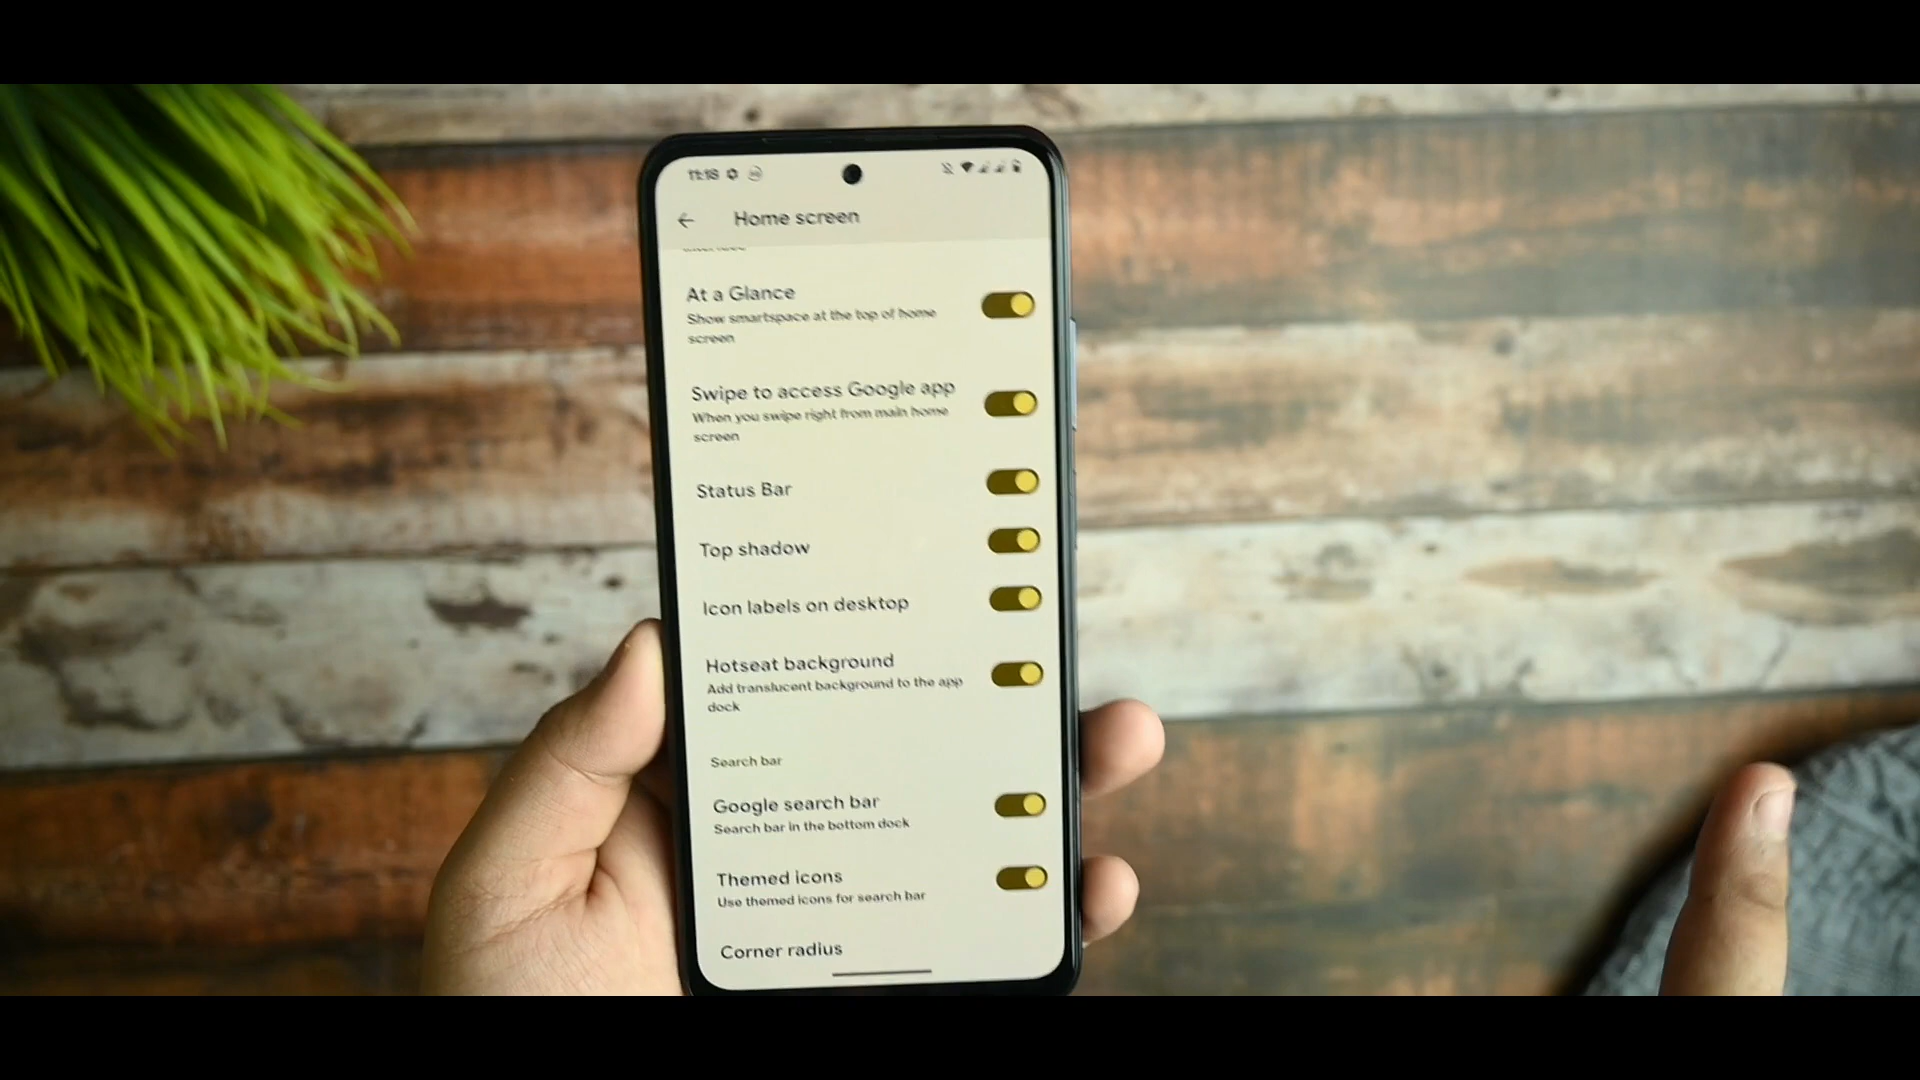 11:18
Home screen
At a Glance
Show smartspace at the top of home
screen
Swipe to access Google app
When you swipe right from main home
screen
Status Bar
Top shadow
Icon labels on desktop
Hotseat background
Add translucent background to the app
dock
Search bar
Google search bar
Search bar in the bottom dock
Themed icons
Use themed icons for search bar
Corner radius